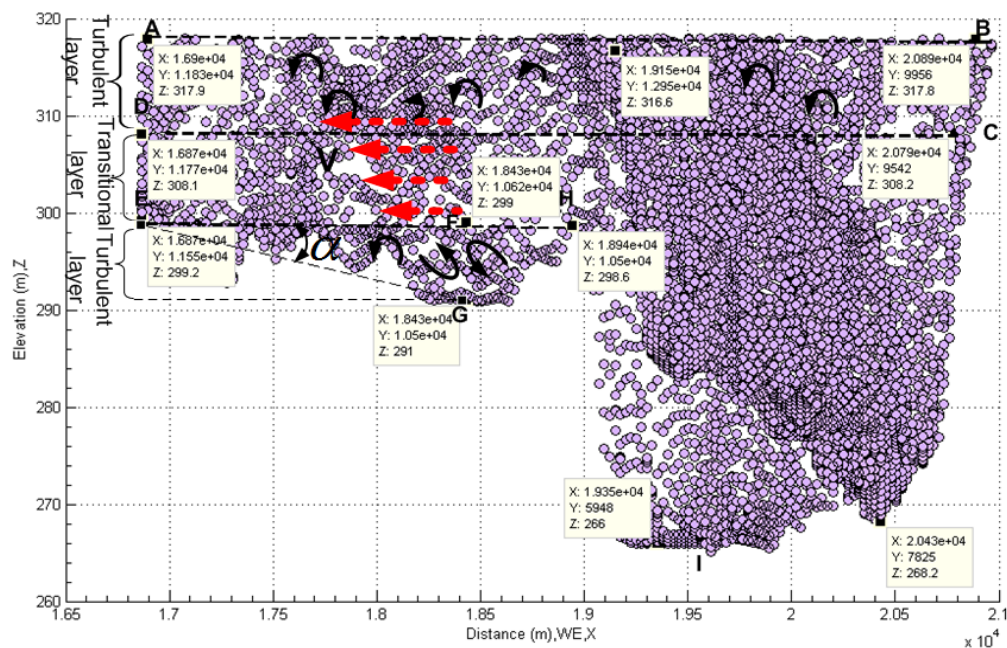 A
B
320
X: 1.69e+04
Y: 1.183e+04
Z: 317.9
X: 1.915e+04
Y: 1.295e+04
Z: 316.6
X: 2.089e+04
Y: 9956
Z: 317.8
Turbulent
layer
310
D
C
X: 1.687e+04
Y: 1.177e+04
Z: 308.1
V
X: 1.843e+04
Y: 1.062e+04
Z: 299
X: 2.079e+04
Y: 9542
Z: 308.2
Transitional
layer
300
E
F
H
X: 1.687e+04
Y: 1.155e+04
Z: 299.2
α
X: 1.894e+04
Y: 1.05e+04
Z: 298.6
Turbulent
layer
290
G
X: 1.843e+04
Y: 1.05e+04
Z: 291
280
270
X: 1.935e+04
Y: 5948
Z: 266
I
X: 2.043e+04
Y: 7825
Z: 268.2
260
Elevation (m),Z
1.65 1.7 1.75 1.8 1.85 1.9 1.95 2 2.05 2.1
Distance (m),WE,X
x 10⁴